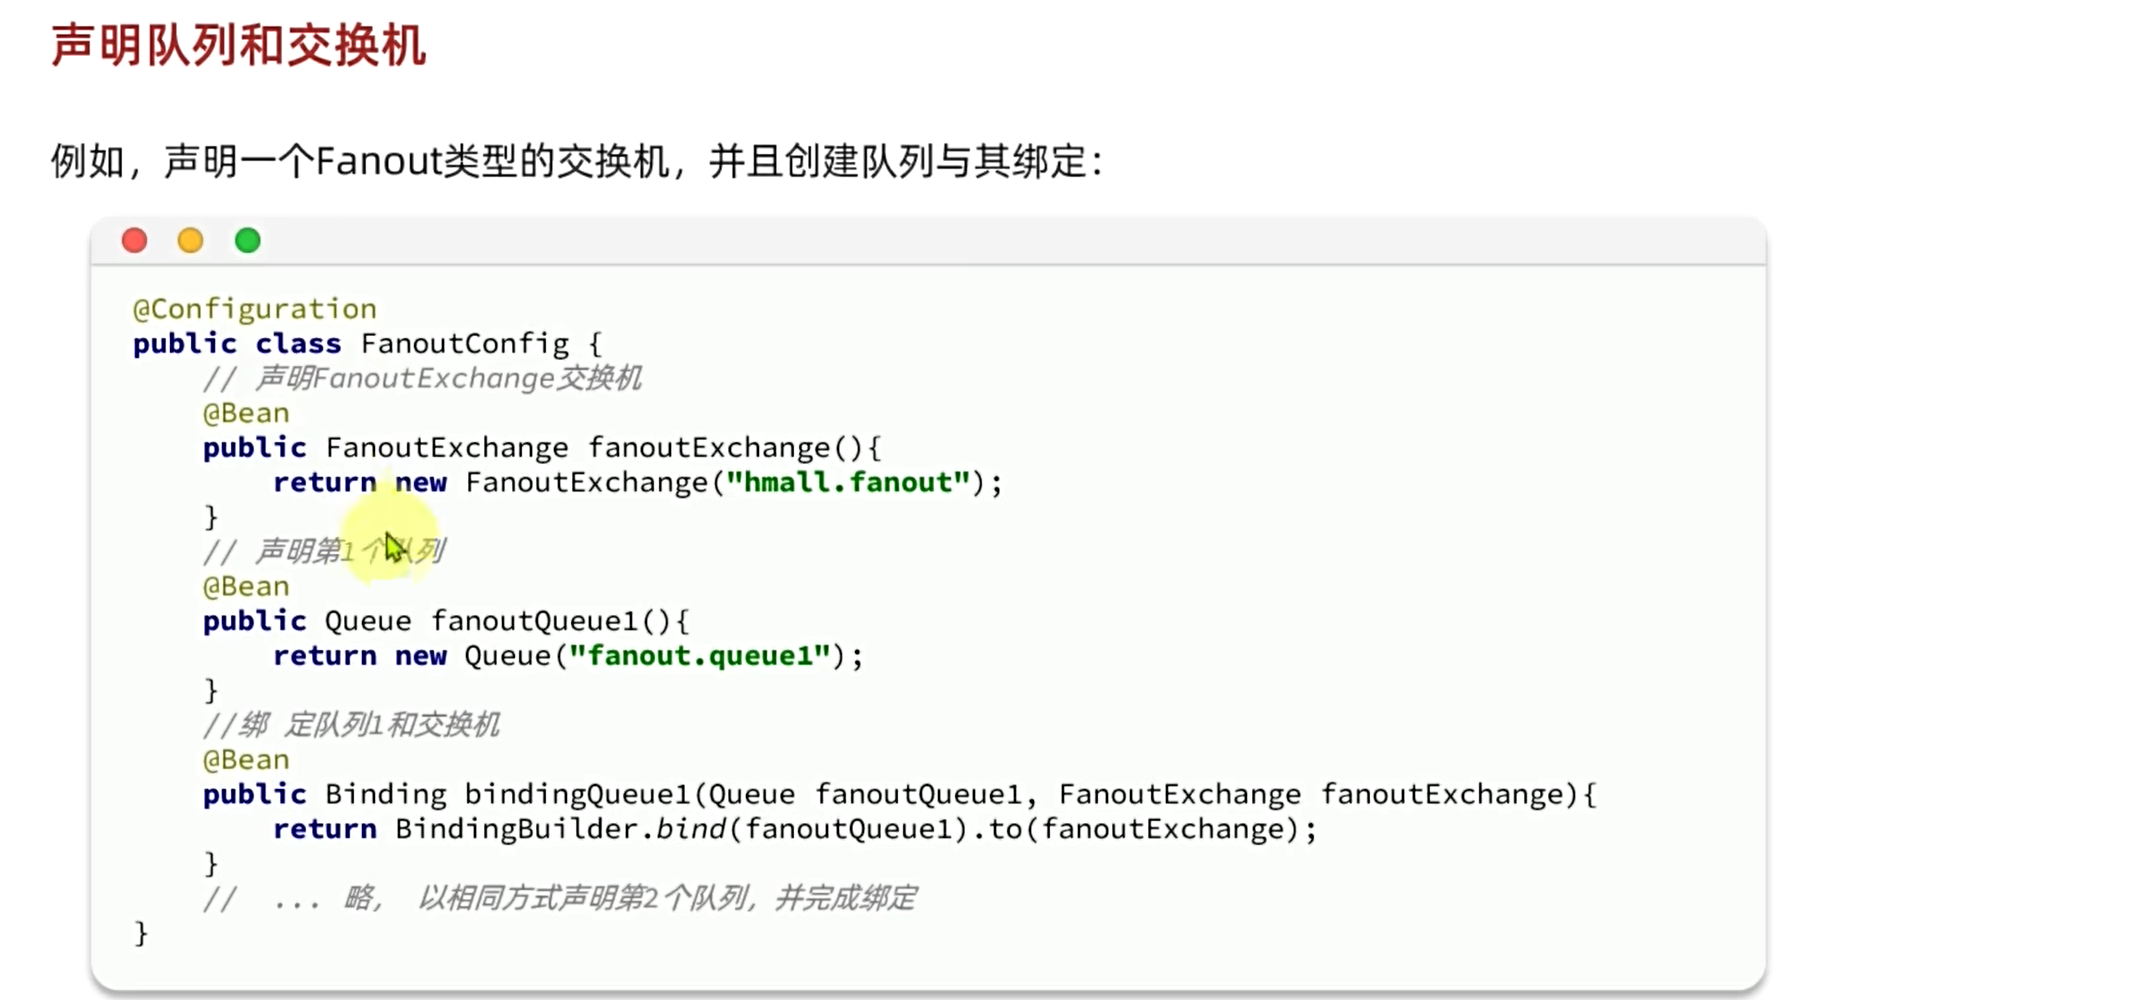 声明队列和交换机
例如，声明一个Fanout类型的交换机，并且创建队列与其绑定：
@Configuration
public class FanoutConfig {
// 声明FanoutExchange交换机
@Bean
public FanoutExchange fanoutExchange(){
return new FanoutExchange("hmall.fanout");
}
// 声明第1个队列
@Bean
public Queue fanoutQueue1(){
return new Queue("fanout.queue1");
}
//绑 定队列1和交换机
@Bean
public Binding bindingQueue1(Queue fanoutQueue1, FanoutExchange fanoutExchange){
return BindingBuilder.bind(fanoutQueue1).to(fanoutExchange);
}
// ... 略， 以相同方式声明第2个队列，并完成绑定
}